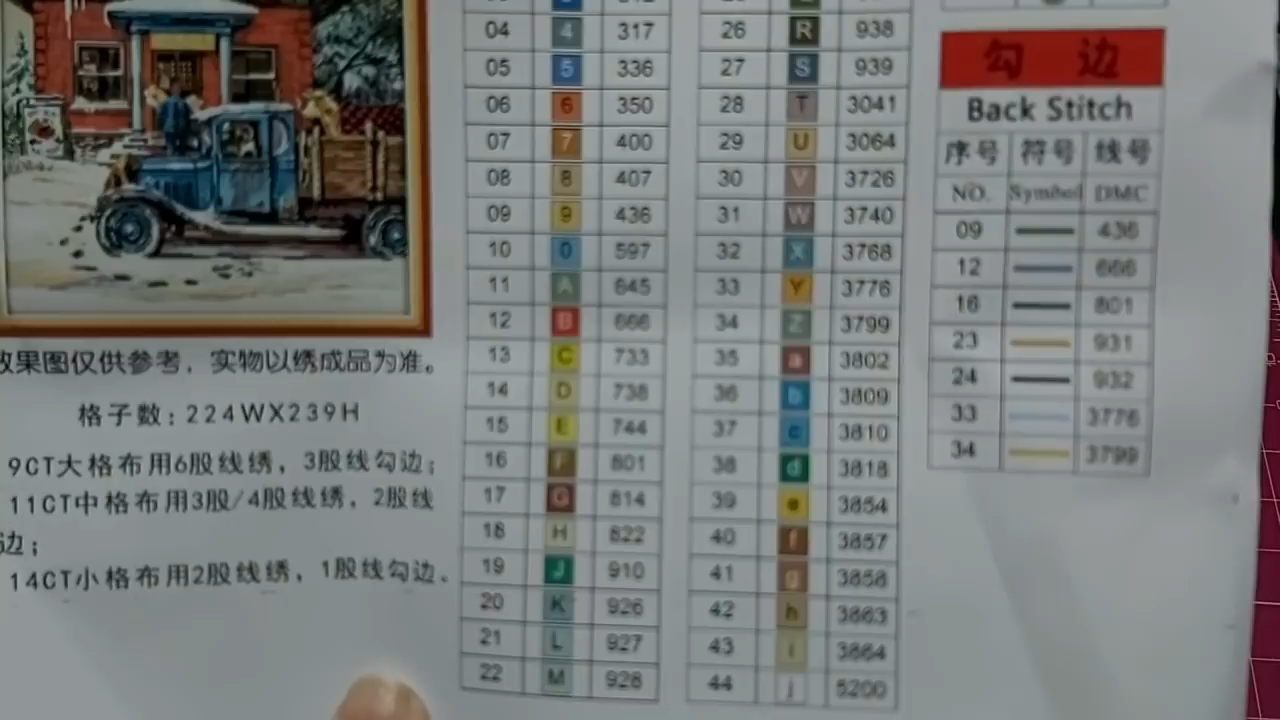 04 4 317
05 5 336
06 6 350
07 7 400
08 8 407
09 9 436
10 0 597
11 A 645
12 B 666
13 C 733
14 D 738
15 E 744
16 F 801
17 G 814
18 H 822
19 J 910
20 K 926
21 L 927
22 M 928
26 R 938
27 S 939
28 T 3041
29 U 3064
30 V 3726
31 W 3740
32 X 3768
33 Y 3776
34 Z 3799
35 a 3802
36 b 3809
37 c 3810
38 d 3818
39 e 3854
40 f 3857
41 g 3858
42 h 3863
43 i 3864
44 j 5200
勾 边
Back Stitch
序号 符号 线号
NO. Symbol DMC
09 436
12 666
16 801
23 931
24 932
33 3776
34 3799
效果图仅供参考，实物以绣成品为准。
格子数：224WX239H
9CT大格布用6股线绣，3股线勾边；
11CT中格布用3股/4股线绣，2股线
边；
14CT小格布用2股线绣，1股线勾边。